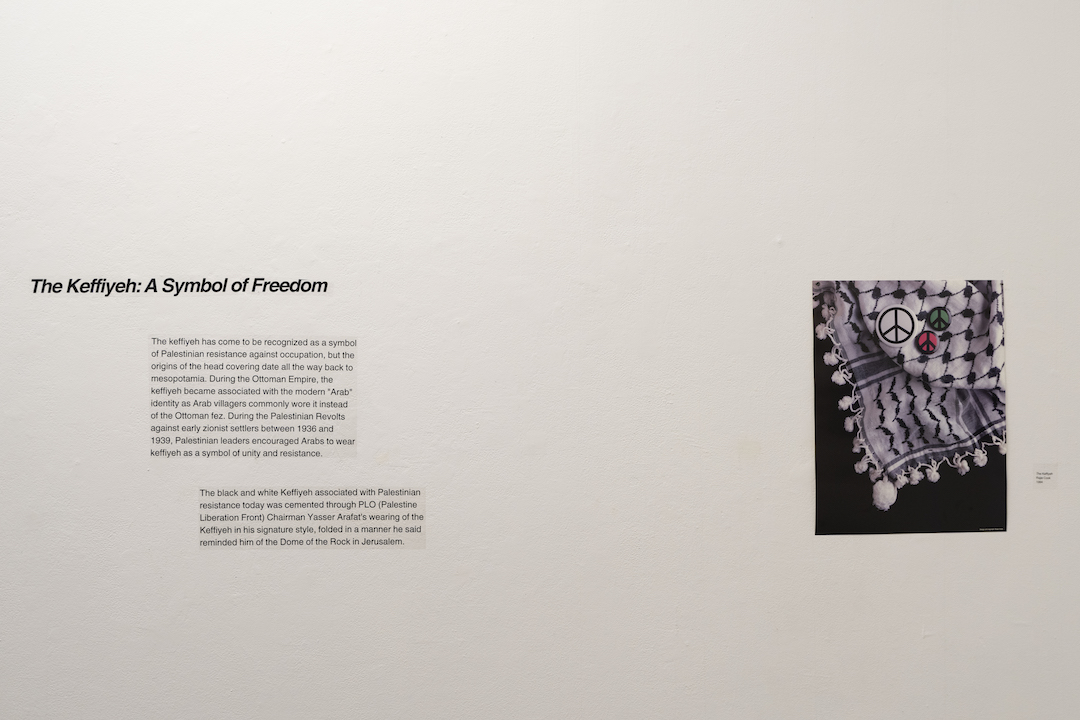 The Keffiyeh: A Symbol of Freedom
The keffiyeh has come to be recognized as a symbol
of Palestinian resistance against occupation, but the
origins of the head covering date all the way back to
mesopotamia. During the Ottoman Empire, the
keffiyeh became associated with the modern "Arab"
identity as Arab villagers commonly wore it instead
of the Ottoman fez. During the Palestinian Revolts
against early zionist settlers between 1936 and
1939, Palestinian leaders encouraged Arabs to wear
keffiyeh as a symbol of unity and resistance.
The black and white Keffiyeh associated with Palestinian
resistance today was cemented through PLO (Palestine
Liberation Front) Chairman Yasser Arafat's wearing of the
Keffiyeh in his signature style, folded in a manner he said
reminded him of the Dome of the Rock in Jerusalem.
The Keffiyeh